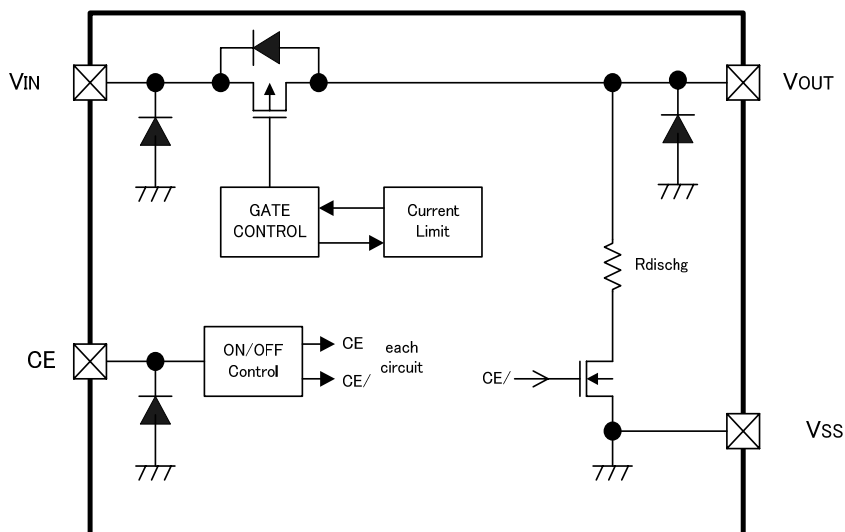 VIN
VOUT
GATE
CONTROL
Current
Limit
Rdischg
CE
ON/OFF
Control
CE
CE/
each
circuit
CE/
VSS